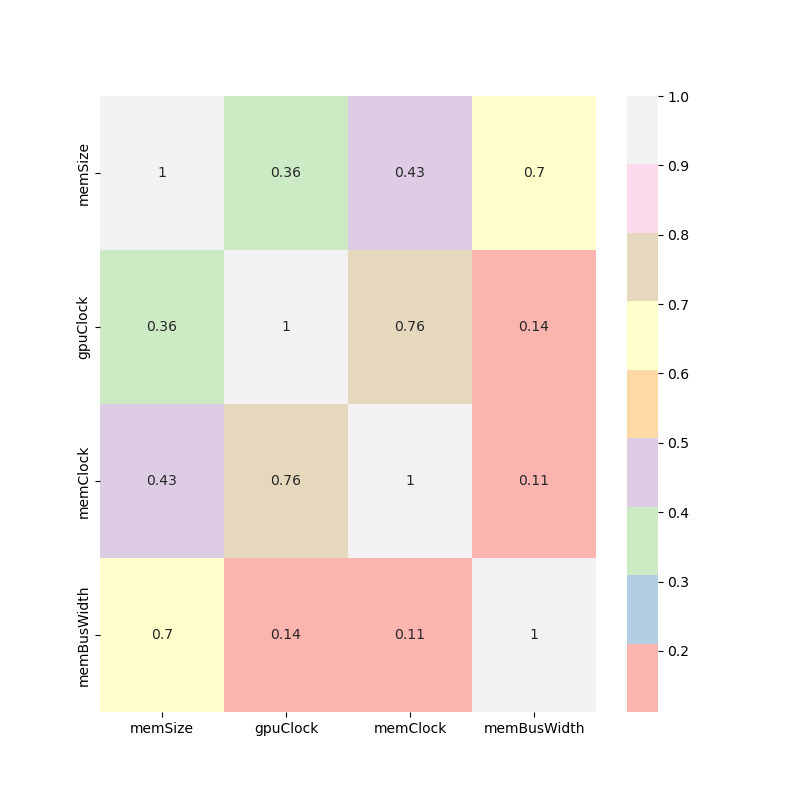 1.0
memSize 1 0.36 0.43 0.7
0.9
0.8
gpuClock 0.36 1 0.76 0.14
0.7
0.6
0.5
memClock 0.43 0.76 1 0.11
0.4
0.3
memBusWidth 0.7 0.14 0.11 1
0.2
memSize gpuClock memClock memBusWidth